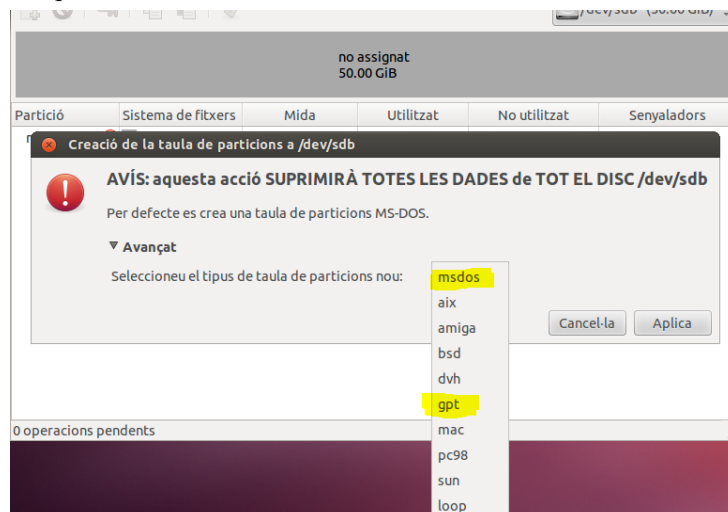 /dev/sdb (50.00 GiB)
no assignat
50.00 GiB
Partició Sistema de fitxers Mida Utilitzat No utilitzat Senyaladors
Creació de la taula de particions a /dev/sdb
AVÍS: aquesta acció SUPRIMIRÀ TOTES LES DADES de TOT EL DISC /dev/sdb
Per defecte es crea una taula de particions MS-DOS.
Avançat
Seleccioneu el tipus de taula de particions nou: msdos
aix
amiga
bsd
dvh
gpt
mac
pc98
sun
loop
Cancel·la Aplica
0 operacions pendents